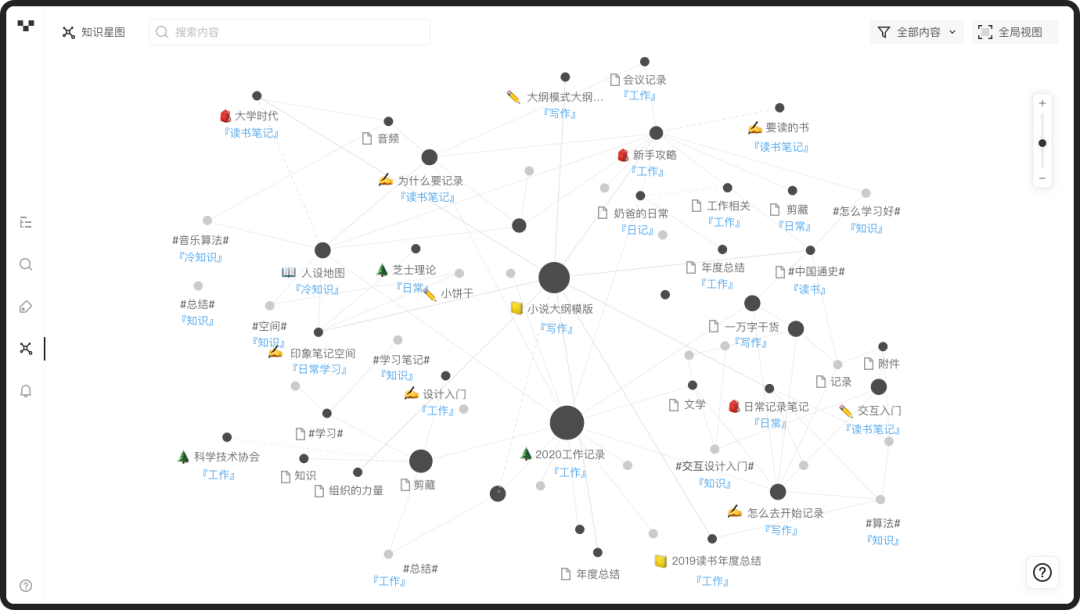 知识星图
搜索内容
全部内容
全局视图
会议记录
『工作』
大纲模式大纲...
『写作』
大学时代
『读书笔记』
音频
要读的书
『读书笔记』
新手攻略
『工作』
为什么要记录
『读书笔记』
奶爸的日常
『日记』
工作相关
『工作』
剪藏
『日常』
#怎么学习好#
『知识』
#音乐算法#
『冷知识』
人设地图
『冷知识』
芝士理论
『日常』
小饼干
年度总结
『工作』
#中国通史#
『读书』
#总结#
『知识』
小说大纲模版
『写作』
#空间#
『知识』
一万字干货
『写作』
印象笔记空间
『日常学习』
#学习笔记#
『知识』
附件
记录
设计入门
『工作』
文学
日常记录笔记
『日常』
交互入门
『读书笔记』
#学习#
科学技术协会
『工作』
2020工作记录
『工作』
#交互设计入门#
『知识』
知识
组织的力量
剪藏
怎么去开始记录
『写作』
#算法#
『知识』
#总结#
『工作』
年度总结
2019读书年度总结
『工作』